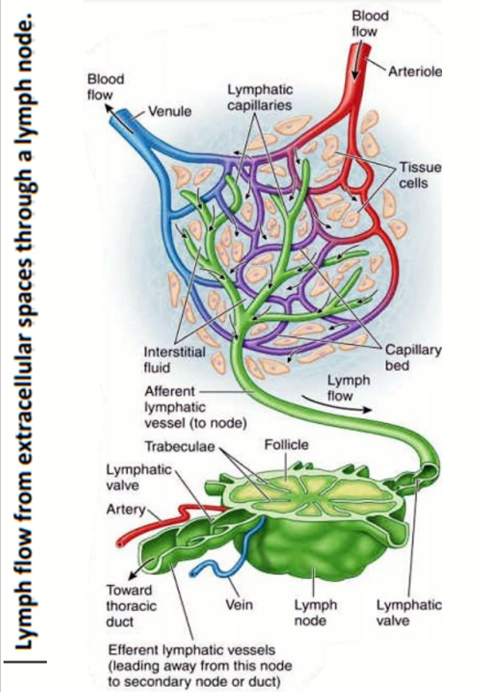 Lymph flow from extracellular spaces through a lymph node.
Blood
flow
Arteriole
Blood
flow
Venule
Lymphatic
capillaries
Tissue
cells
Interstitial
fluid
Capillary
bed
Afferent
lymphatic
vessel (to node)
Lymph
flow
Trabeculae
Follicle
Lymphatic
valve
Artery
Toward
thoracic
duct
Vein
Lymph
node
Lymphatic
valve
Efferent lymphatic vessels
(leading away from this node
to secondary node or duct)